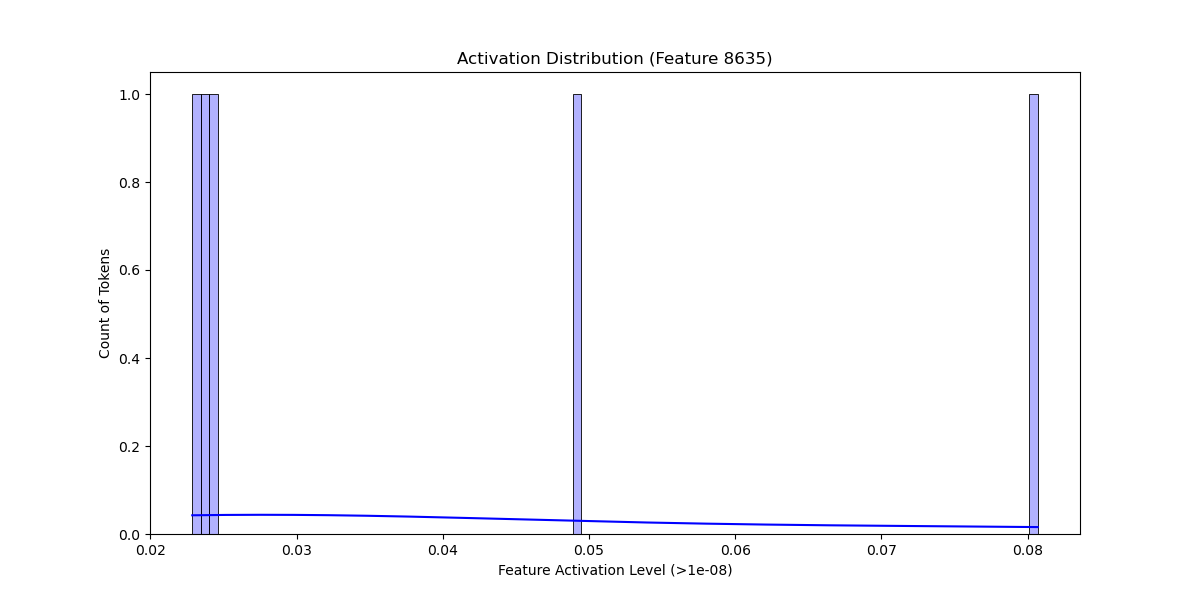 Activation Distribution (Feature 8635)
1.0
0.8
0.6
0.4
0.2
0.0
Count of Tokens
0.02 0.03 0.04 0.05 0.06 0.07 0.08
Feature Activation Level (>1e-08)